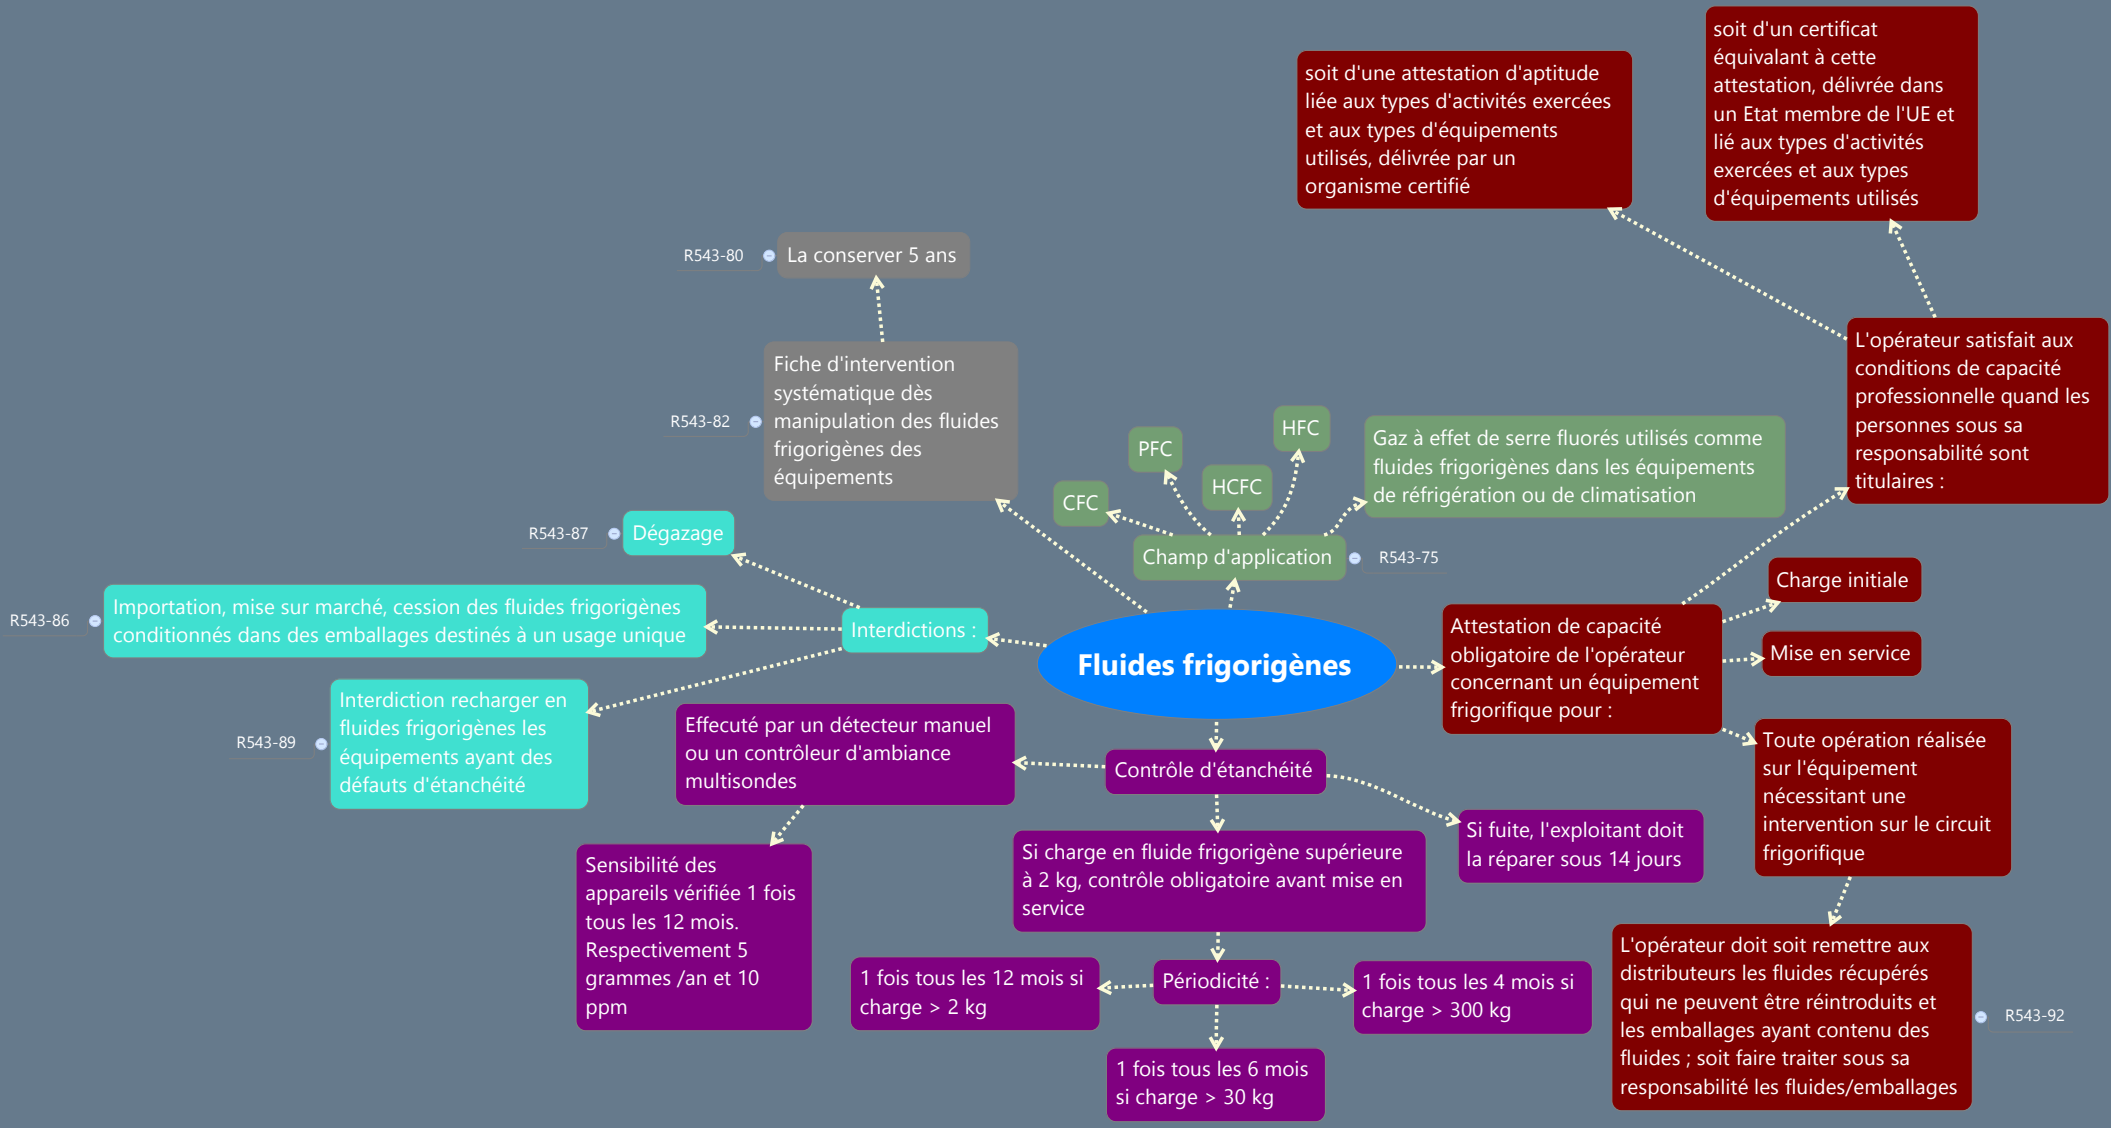 soit d'un certificat
équivalant à cette
attestation, délivrée dans
un Etat membre de l'UE et
lié aux types d'activités
exercées et aux types
d'équipements utilisés
soit d'une attestation d'aptitude
liée aux types d'activités exercées
et aux types d'équipements
utilisés, délivrée par un
organisme certifié
R543-80
La conserver 5 ans
Fiche d'intervention
systématique dès
manipulation des fluides
frigorigènes des
équipements
R543-82
L'opérateur satisfait aux
conditions de capacité
professionnelle quand les
personnes sous sa
responsabilité sont
titulaires :
CFC
PFC
HCFC
HFC
Gaz à effet de serre fluorés utilisés comme
fluides frigorigènes dans les équipements
de réfrigération ou de climatisation
Champ d'application
R543-75
R543-87
Dégazage
R543-86
Importation, mise sur marché, cession des fluides frigorigènes
conditionnés dans des emballages destinés à un usage unique
Interdictions :
R543-89
Interdiction recharger en
fluides frigorigènes les
équipements ayant des
défauts d'étanchéité
Fluides frigorigènes
Attestation de capacité
obligatoire de l'opérateur
concernant un équipement
frigorifique pour :
Charge initiale
Mise en service
Toute opération réalisée
sur l'équipement
nécessitant une
intervention sur le circuit
frigorifique
Effecuté par un détecteur manuel
ou un contrôleur d'ambiance
multisondes
Contrôle d'étanchéité
Si fuite, l'exploitant doit
la réparer sous 14 jours
Sensibilité des
appareils vérifiée 1 fois
tous les 12 mois.
Respectivement 5
grammes /an et 10
ppm
Si charge en fluide frigorigène supérieure
à 2 kg, contrôle obligatoire avant mise en
service
1 fois tous les 12 mois si
charge > 2 kg
Périodicité :
1 fois tous les 4 mois si
charge > 300 kg
1 fois tous les 6 mois
si charge > 30 kg
L'opérateur doit soit remettre aux
distributeurs les fluides récupérés
qui ne peuvent être réintroduits et
les emballages ayant contenu des
fluides ; soit faire traiter sous sa
responsabilité les fluides/emballages
R543-92